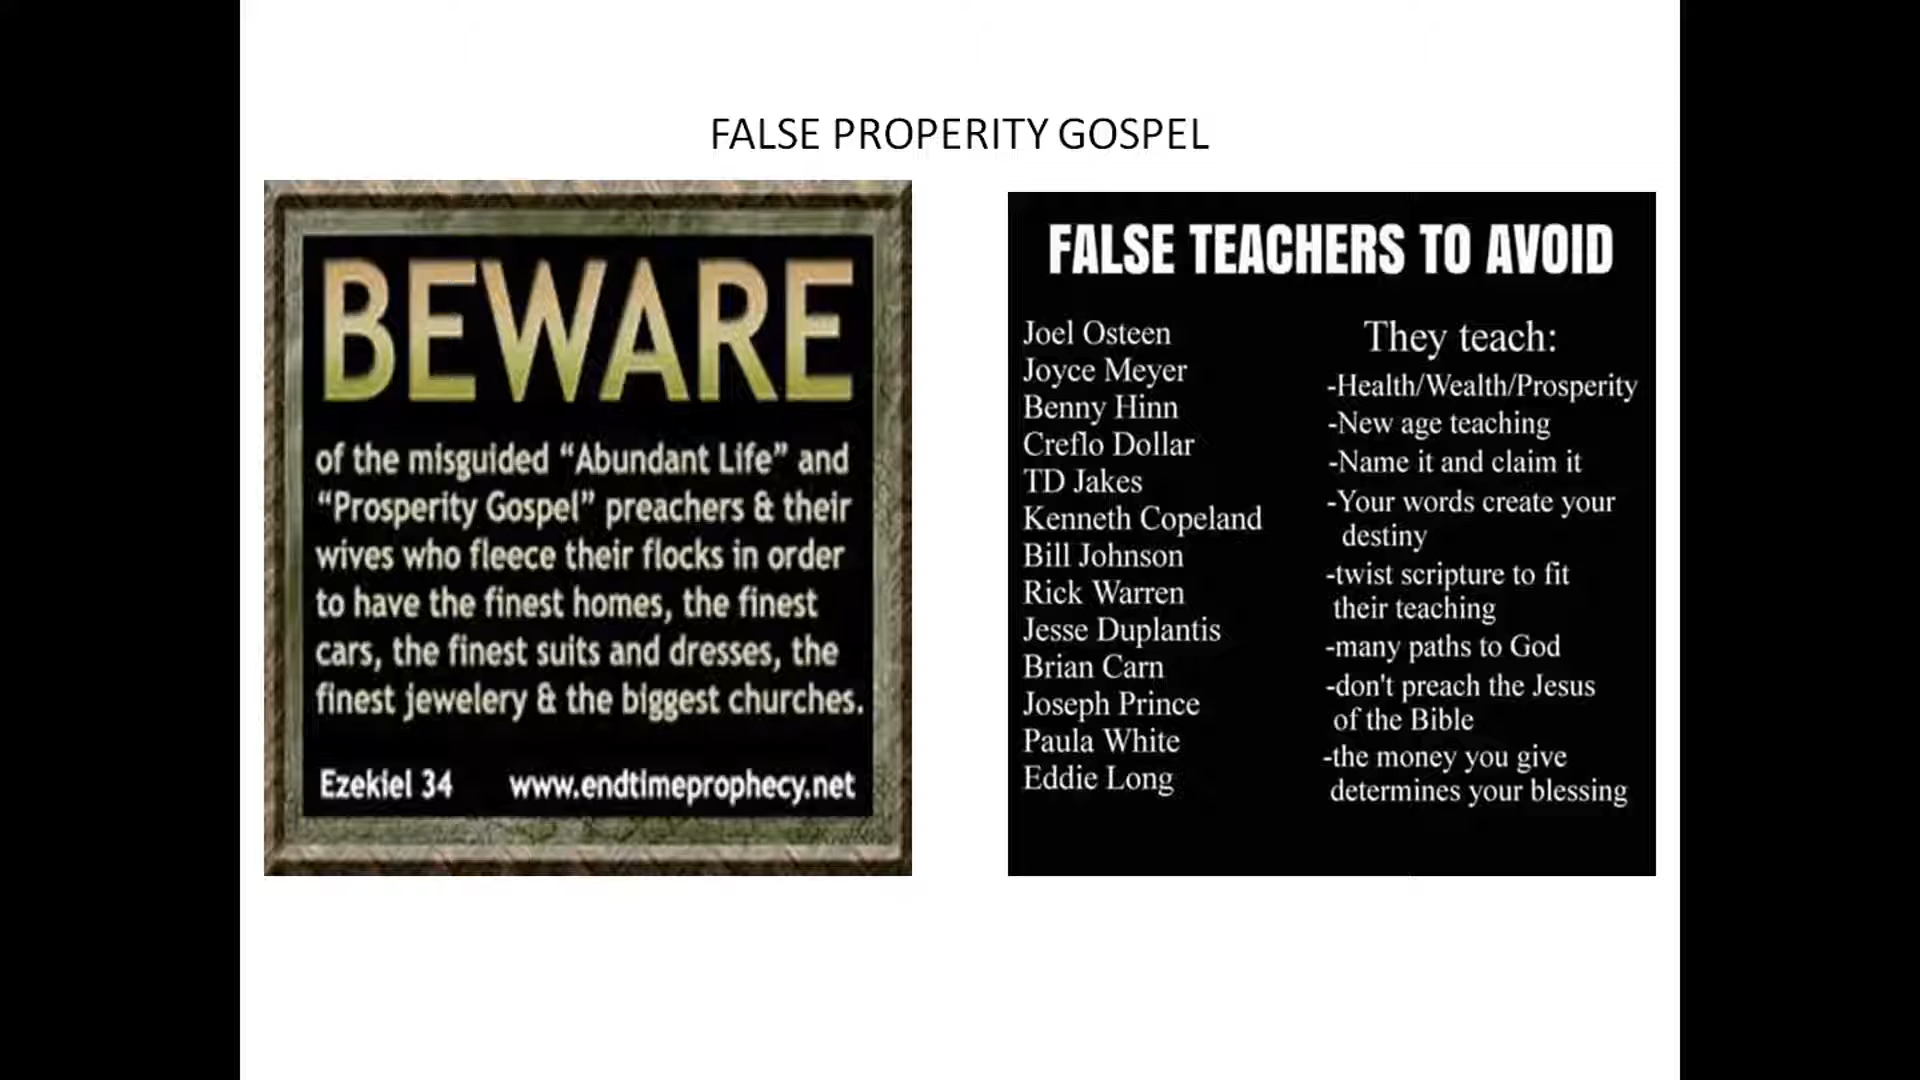 FALSE PROPERITY GOSPEL
BEWARE
of the misguided “Abundant Life” and
“Prosperity Gospel” preachers & their
wives who fleece their flocks in order
to have the finest homes, the finest
cars, the finest suits and dresses, the
finest jewelery & the biggest churches.
Ezekiel 34 www.endtimeprophecy.net
FALSE TEACHERS TO AVOID
Joel Osteen
Joyce Meyer
Benny Hinn
Creflo Dollar
TD Jakes
Kenneth Copeland
Bill Johnson
Rick Warren
Jesse Duplantis
Brian Carn
Joseph Prince
Paula White
Eddie Long
They teach:
-Health/Wealth/Prosperity
-New age teaching
-Name it and claim it
-Your words create your
destiny
-twist scripture to fit
their teaching
-many paths to God
-don't preach the Jesus
of the Bible
-the money you give
determines your blessing